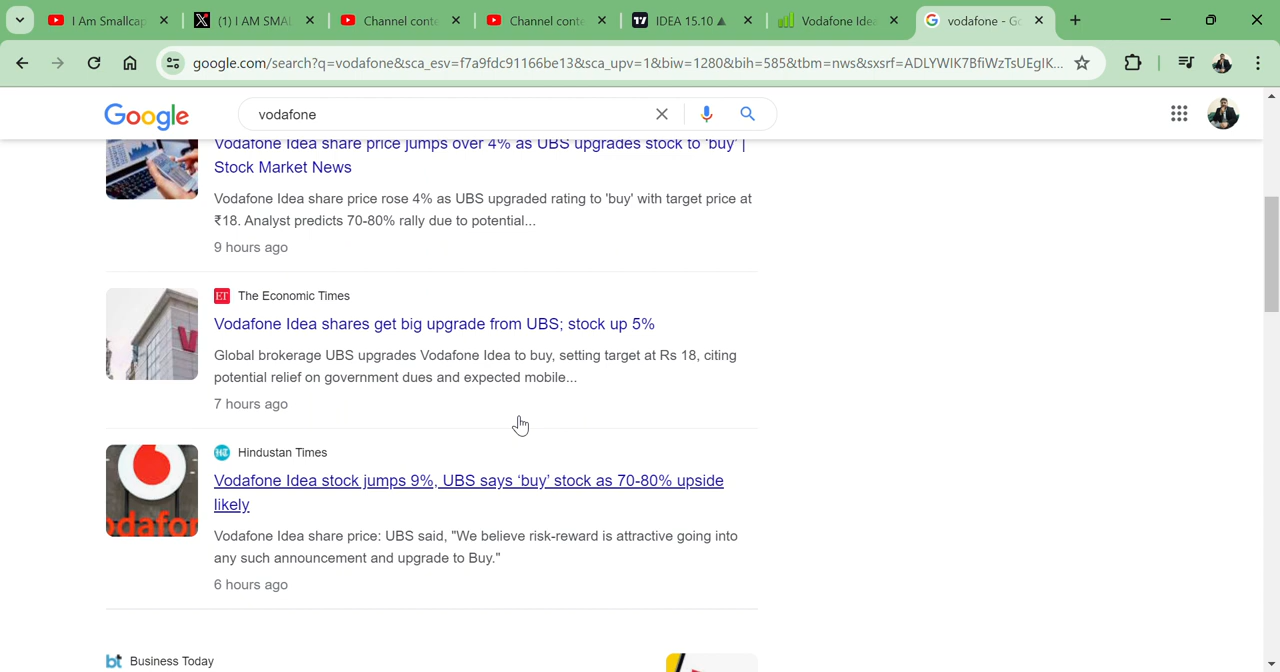 I Am Smallcap
(1) I AM SMAL
Channel conte
Channel conte
IDEA 15.10 ▲
Vodafone Idea
vodafone - Go
google.com/search?q=vodafone&sca_esv=f7a9fdc91166be13&sca_upv=1&biw=1280&bih=585&tbm=nws&sxsrf=ADLYWIK7BfiWzTsUEgIK...
Google
vodafone
Vodafone Idea share price jumps over 4% as UBS upgrades stock to 'buy' |
Stock Market News
Vodafone Idea share price rose 4% as UBS upgraded rating to 'buy' with target price at
₹18. Analyst predicts 70-80% rally due to potential...
9 hours ago
ET The Economic Times
Vodafone Idea shares get big upgrade from UBS; stock up 5%
Global brokerage UBS upgrades Vodafone Idea to buy, setting target at Rs 18, citing
potential relief on government dues and expected mobile...
7 hours ago
HT Hindustan Times
Vodafone Idea stock jumps 9%, UBS says ‘buy’ stock as 70-80% upside
likely
Vodafone Idea share price: UBS said, "We believe risk-reward is attractive going into
any such announcement and upgrade to Buy."
6 hours ago
bt Business Today